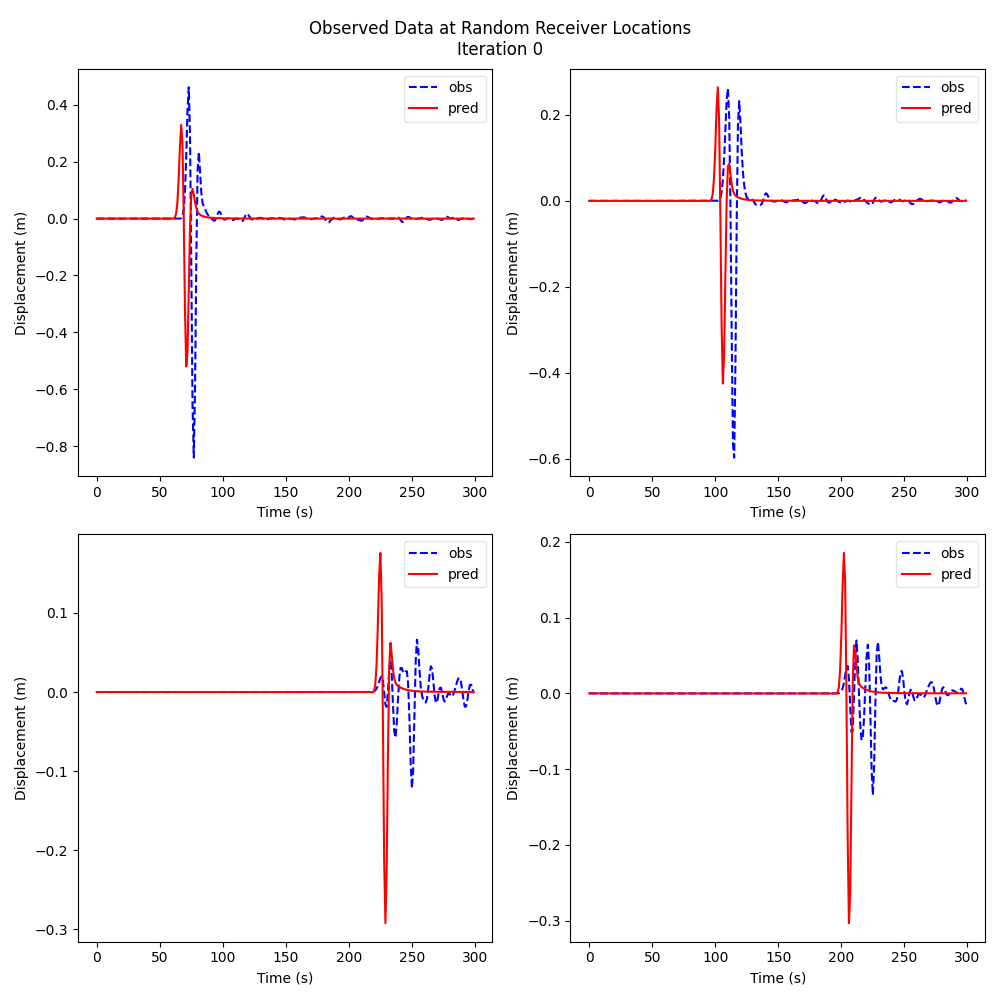 Observed Data at Random Receiver Locations
Iteration 0
obs
pred
0.4
0.2
0.0
−0.2
−0.4
−0.6
−0.8
Displacement (m)
0 50 100 150 200 250 300
Time (s)
obs
pred
0.2
0.0
−0.2
−0.4
−0.6
Displacement (m)
0 50 100 150 200 250 300
Time (s)
obs
pred
0.1
0.0
−0.1
−0.2
−0.3
Displacement (m)
0 50 100 150 200 250 300
Time (s)
obs
pred
0.2
0.1
0.0
−0.1
−0.2
−0.3
Displacement (m)
0 50 100 150 200 250 300
Time (s)